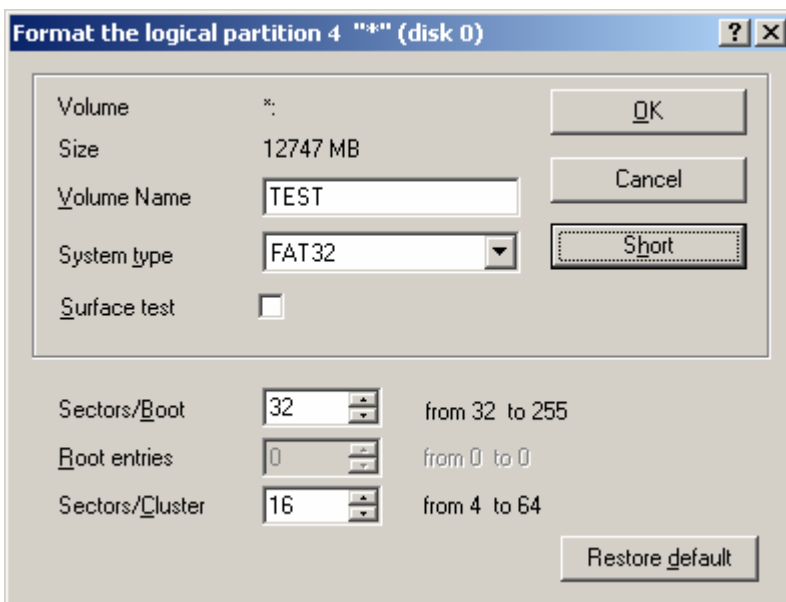 Format the logical partition 4 "*" (disk 0)
Volume *: OK
Size 12747 MB
Cancel
Volume Name TEST
System type FAT32 Short
Surface test
Sectors/Boot 32 from 32 to 255
Root entries 0 from 0 to 0
Sectors/Cluster 16 from 4 to 64
Restore default